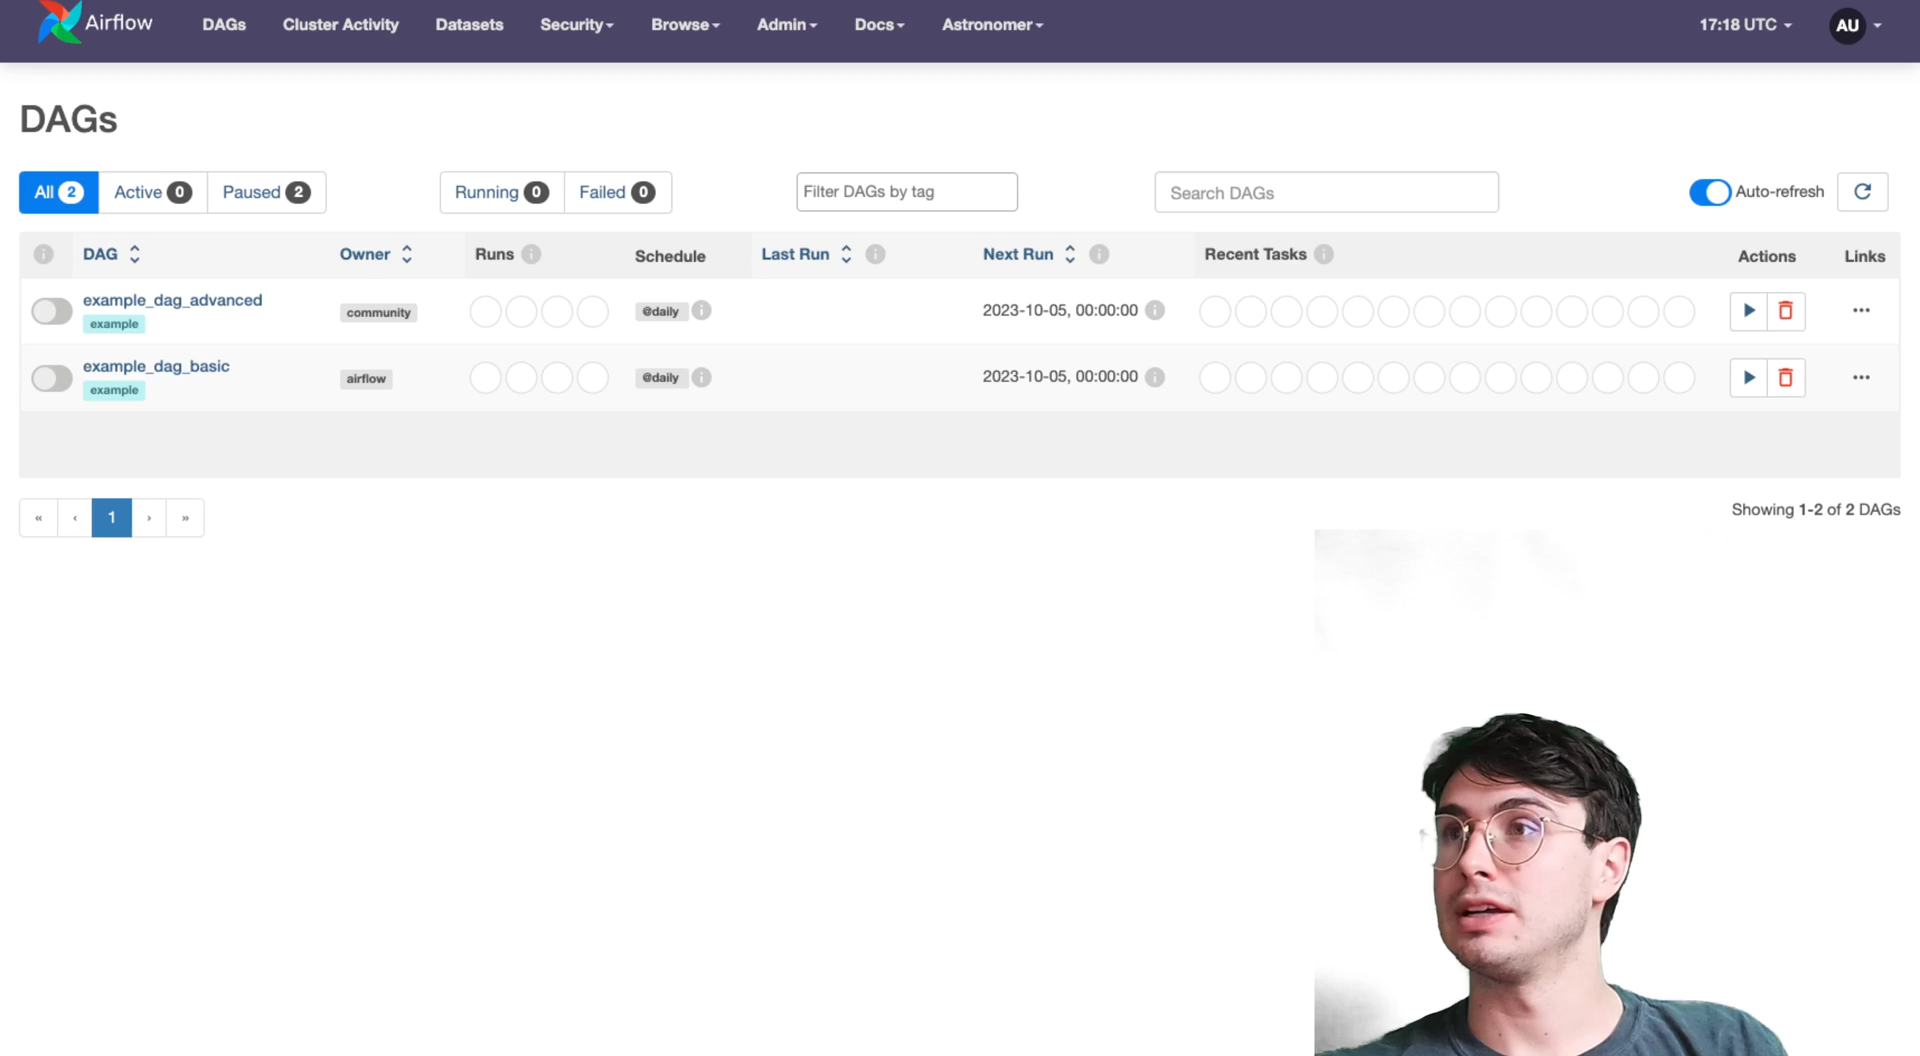 Airflow DAGs Cluster Activity Datasets Security Browse Admin Docs Astronomer 17:18 UTC AU
DAGs
All 2 Active 0 Paused 2 Running 0 Failed 0 Filter DAGs by tag Search DAGs Auto-refresh
DAG Owner Runs Schedule Last Run Next Run Recent Tasks Actions Links
example_dag_advanced community @daily 2023-10-05, 00:00:00
example
example_dag_basic airflow @daily 2023-10-05, 00:00:00
example
« ‹ 1 › » Showing 1-2 of 2 DAGs